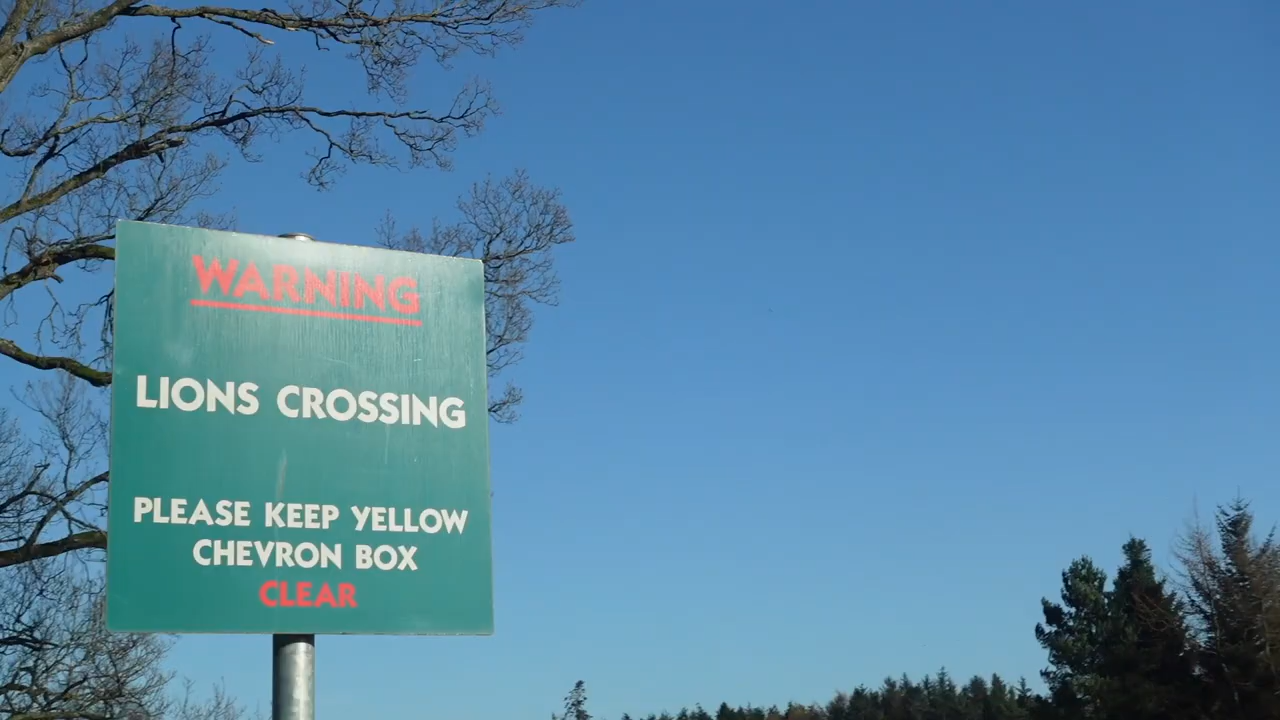 WARNING
LIONS CROSSING
PLEASE KEEP YELLOW
CHEVRON BOX
CLEAR